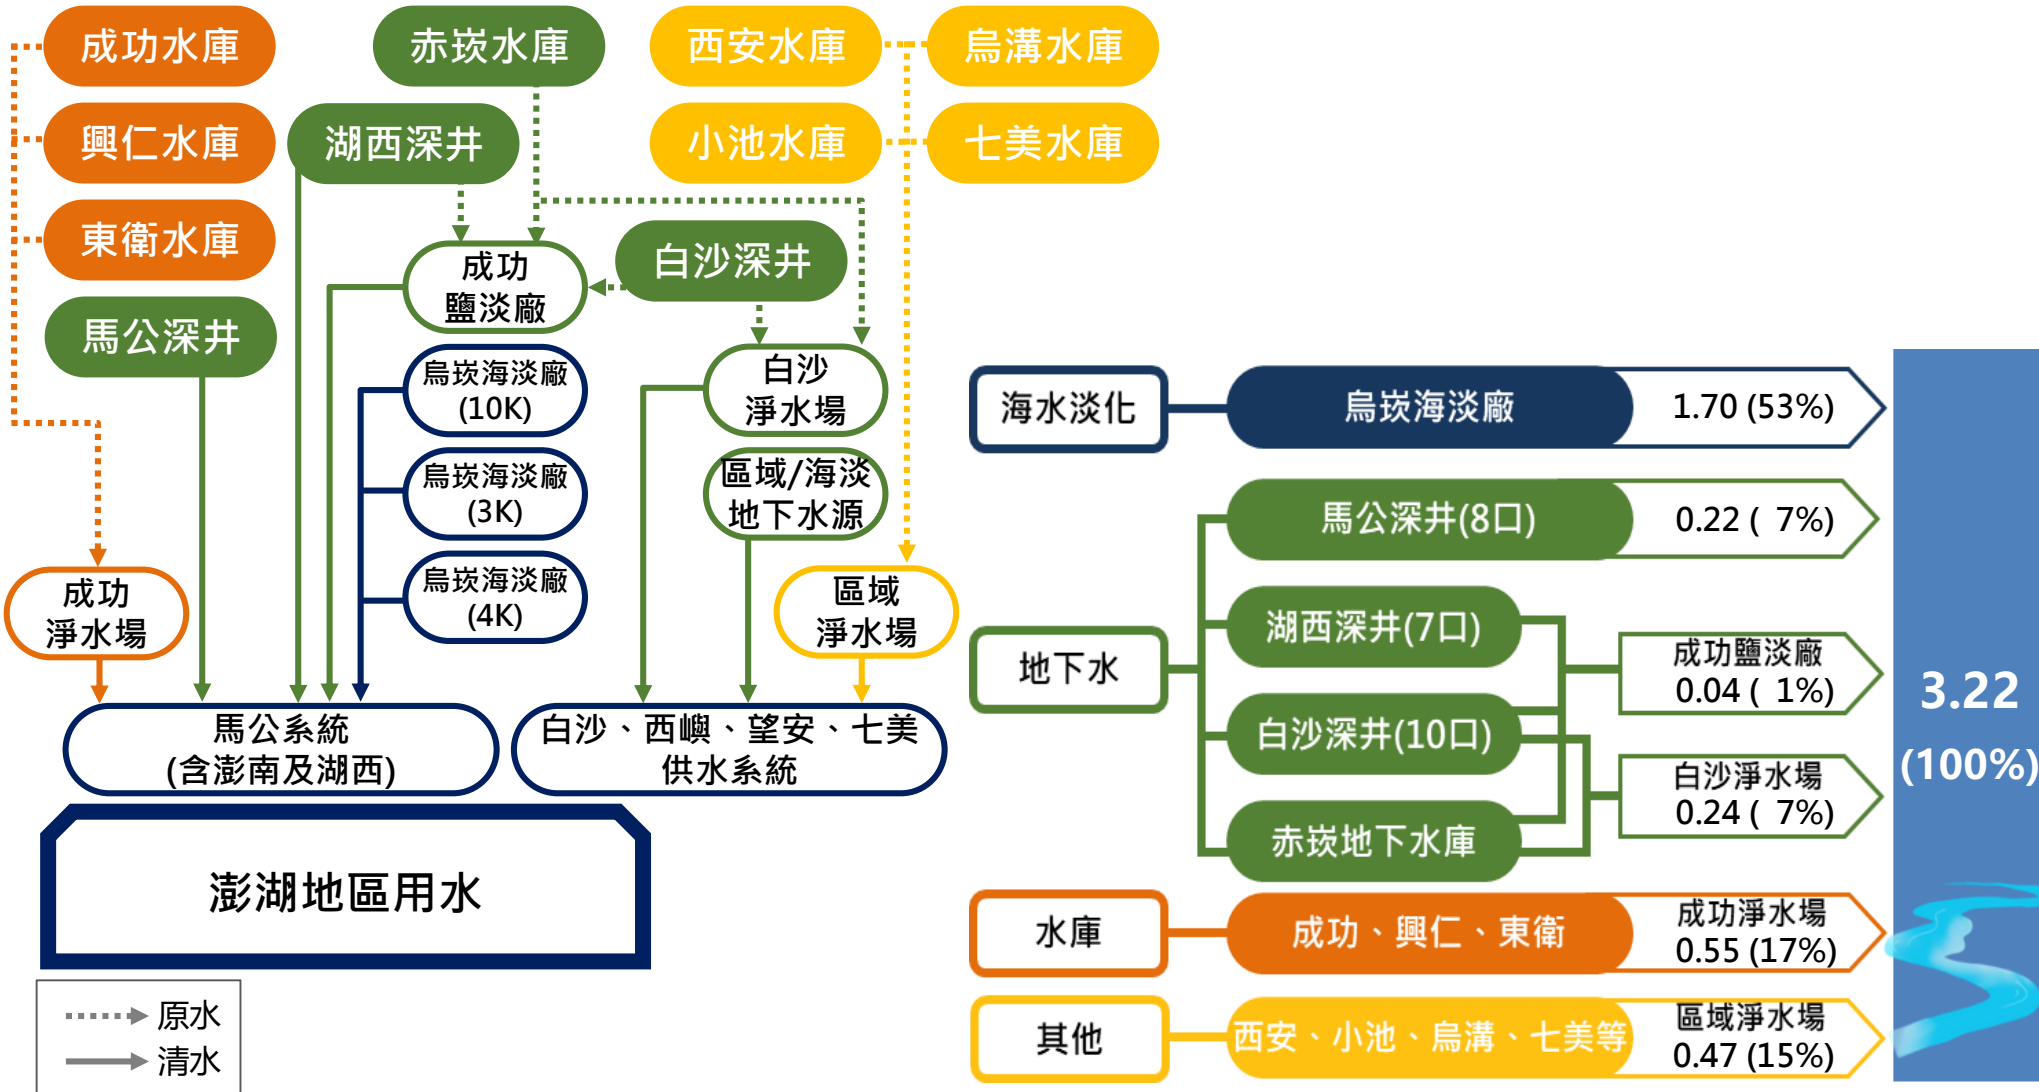 成功水庫
赤崁水庫
西安水庫
烏溝水庫
興仁水庫
湖西深井
小池水庫
七美水庫
東衛水庫
白沙深井
成功
鹽淡廠
馬公深井
烏崁海淡廠
(10K)
白沙
淨水場
烏崁海淡廠
(3K)
區域/海淡
地下水源
烏崁海淡廠
(4K)
成功
淨水場
區域
淨水場
馬公系統
(含澎南及湖西)
白沙、西嶼、望安、七美
供水系統
澎湖地區用水
原水
清水
海水淡化
烏崁海淡廠
1.70 (53%)
馬公深井(8口)
0.22 ( 7%)
地下水
湖西深井(7口)
成功鹽淡廠
0.04 ( 1%)
白沙深井(10口)
白沙淨水場
0.24 ( 7%)
赤崁地下水庫
水庫
成功、興仁、東衛
成功淨水場
0.55 (17%)
其他
西安、小池、烏溝、七美等
區域淨水場
0.47 (15%)
3.22
(100%)